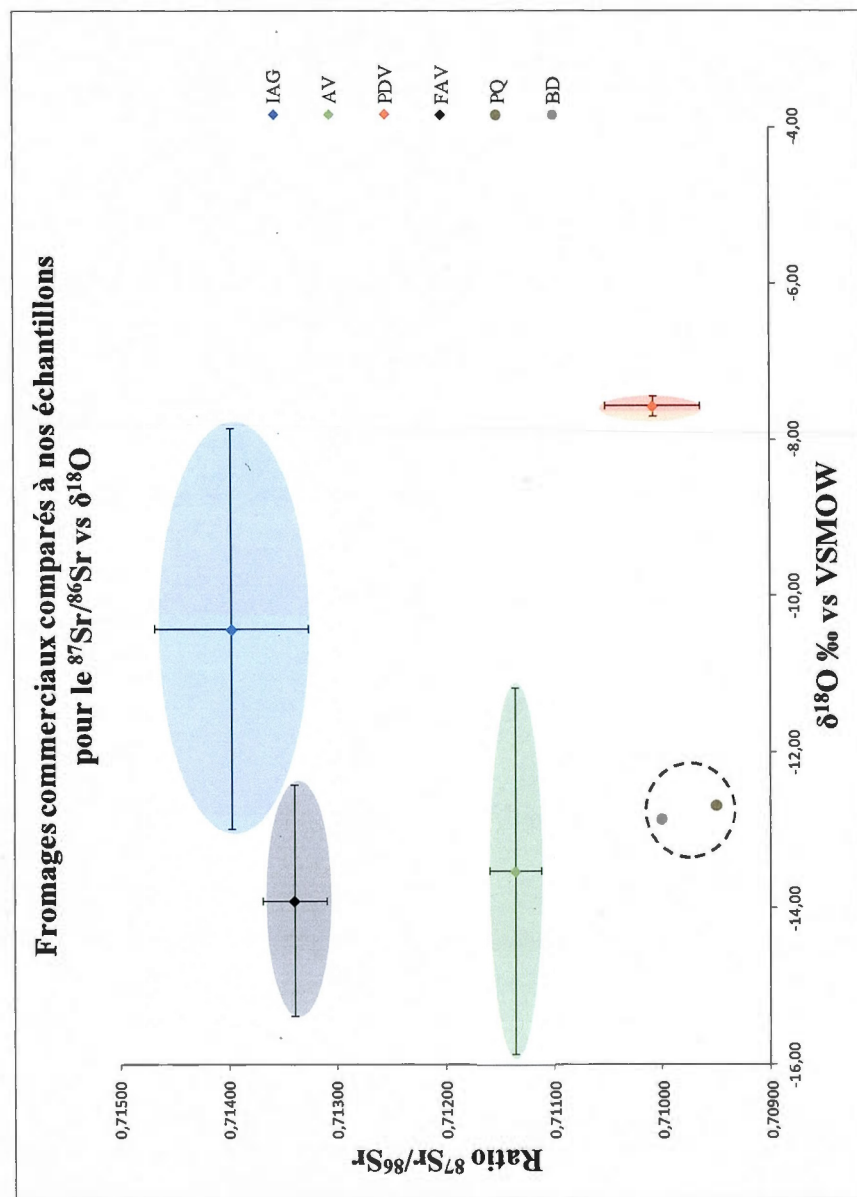 Fromages commerciaux comparés à nos échantillons
pour le ⁸⁷Sr/⁸⁶Sr vs δ¹⁸O
Ratio ⁸⁷Sr/⁸⁶Sr
0,71500
0,71400
0,71300
0,71200
0,71100
0,71000
0,70900
-16,00
-14,00
-12,00
-10,00
-8,00
-6,00
-4,00
δ¹⁸O ‰ vs VSMOW
IAG
AV
PDV
FAV
PQ
BD